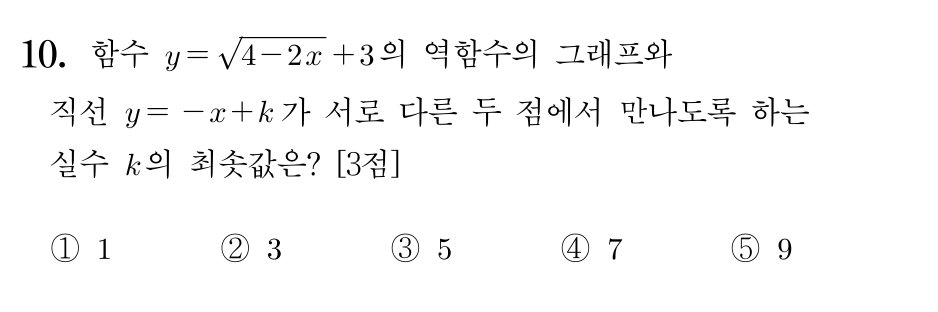 10. 함수 y=√(4-2x)+3의 역함수의 그래프와
직선 y=-x+k가 서로 다른 두 점에서 만나도록 하는
실수 k의 최솟값은? [3점]
① 1 ② 3 ③ 5 ④ 7 ⑤ 9